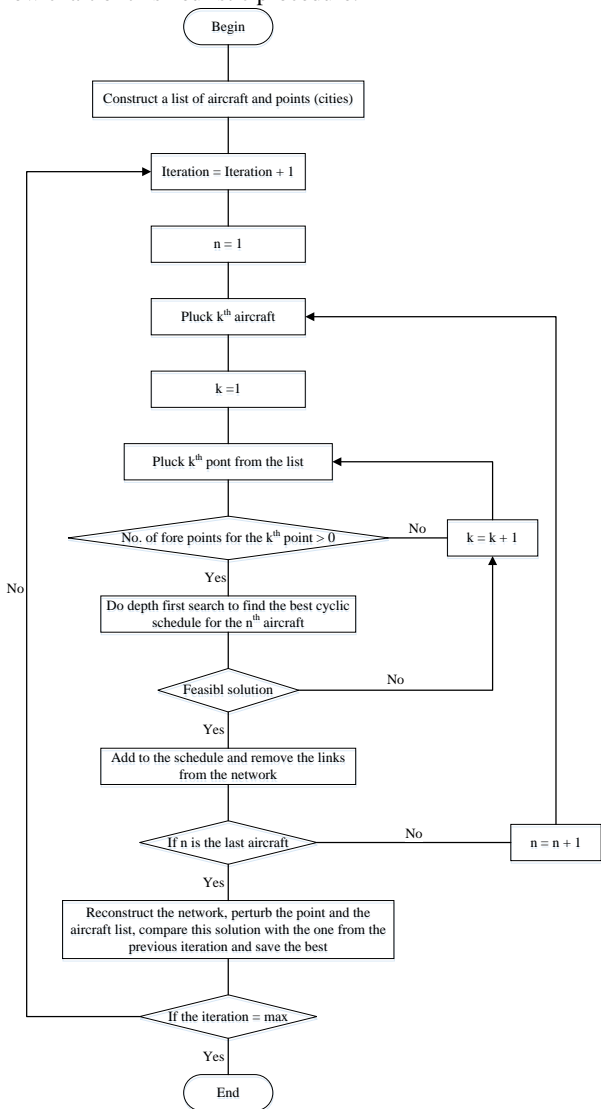 Begin
Construct a list of aircraft and points (cities)
Iteration = Iteration + 1
n = 1
Pluck kth aircraft
k =1
Pluck kth pont from the list
No. of fore points for the kth point > 0
No
k = k + 1
Yes
No
Do depth first search to find the best cyclic
schedule for the nth aircraft
Feasibl solution
No
Yes
Add to the schedule and remove the links
from the network
If n is the last aircraft
No
n = n + 1
Yes
Reconstruct the network, perturb the point and the
aircraft list, compare this solution with the one from the
previous iteration and save the best
If the iteration = max
Yes
End